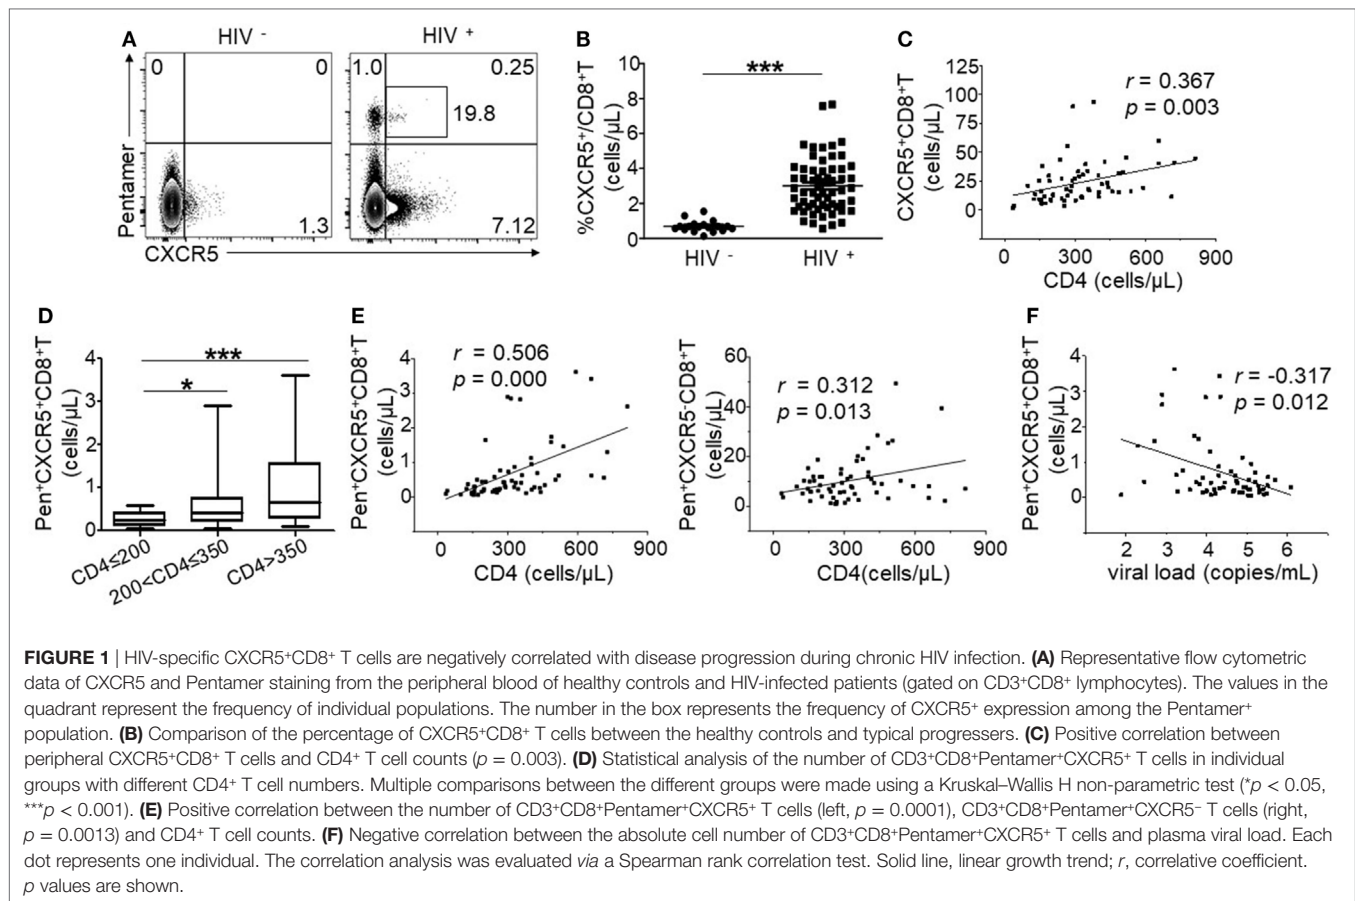 A
HIV -
HIV +
0
0
1.3
1.0
0.25
19.8
7.12
Pentamer
CXCR5
B
%CXCR5⁺/CD8⁺T
(cells/µL)
10
8
6
4
2
0
***
HIV -
HIV +
C
CXCR5⁺CD8⁺T
(cells/µL)
125
100
75
50
25
0
r = 0.367
p = 0.003
0 300 600 900
CD4 (cells/µL)
D
Pen⁺CXCR5⁺CD8⁺T
(cells/µL)
4
3
2
1
0
***
*
CD4≤200
200<CD4≤350
CD4>350
E
Pen⁺CXCR5⁺CD8⁺T
(cells/µL)
4
3
2
1
0
r = 0.506
p = 0.000
0 300 600 900
CD4 (cells/µL)
Pen⁺CXCR5-CD8⁺T
(cells/µL)
60
40
20
0
r = 0.312
p = 0.013
0 300 600 900
CD4(cells/µL)
F
Pen⁺CXCR5⁺CD8⁺T
(cells/µL)
4
3
2
1
0
r = -0.317
p = 0.012
2 3 4 5 6
viral load (copies/mL)
FIGURE 1 | HIV-specific CXCR5⁺CD8⁺ T cells are negatively correlated with disease progression during chronic HIV infection. (A) Representative flow cytometric
data of CXCR5 and Pentamer staining from the peripheral blood of healthy controls and HIV-infected patients (gated on CD3⁺CD8⁺ lymphocytes). The values in the
quadrant represent the frequency of individual populations. The number in the box represents the frequency of CXCR5⁺ expression among the Pentamer⁺
population. (B) Comparison of the percentage of CXCR5⁺CD8⁺ T cells between the healthy controls and typical progressers. (C) Positive correlation between
peripheral CXCR5⁺CD8⁺ T cells and CD4⁺ T cell counts (p = 0.003). (D) Statistical analysis of the number of CD3⁺CD8⁺Pentamer⁺CXCR5⁺ T cells in individual
groups with different CD4⁺ T cell numbers. Multiple comparisons between the different groups were made using a Kruskal–Wallis H non-parametric test (*p < 0.05,
***p < 0.001). (E) Positive correlation between the number of CD3⁺CD8⁺Pentamer⁺CXCR5⁺ T cells (left, p = 0.0001), CD3⁺CD8⁺Pentamer⁺CXCR5⁻ T cells (right,
p = 0.0013) and CD4⁺ T cell counts. (F) Negative correlation between the absolute cell number of CD3⁺CD8⁺Pentamer⁺CXCR5⁺ T cells and plasma viral load. Each
dot represents one individual. The correlation analysis was evaluated via a Spearman rank correlation test. Solid line, linear growth trend; r, correlative coefficient.
p values are shown.